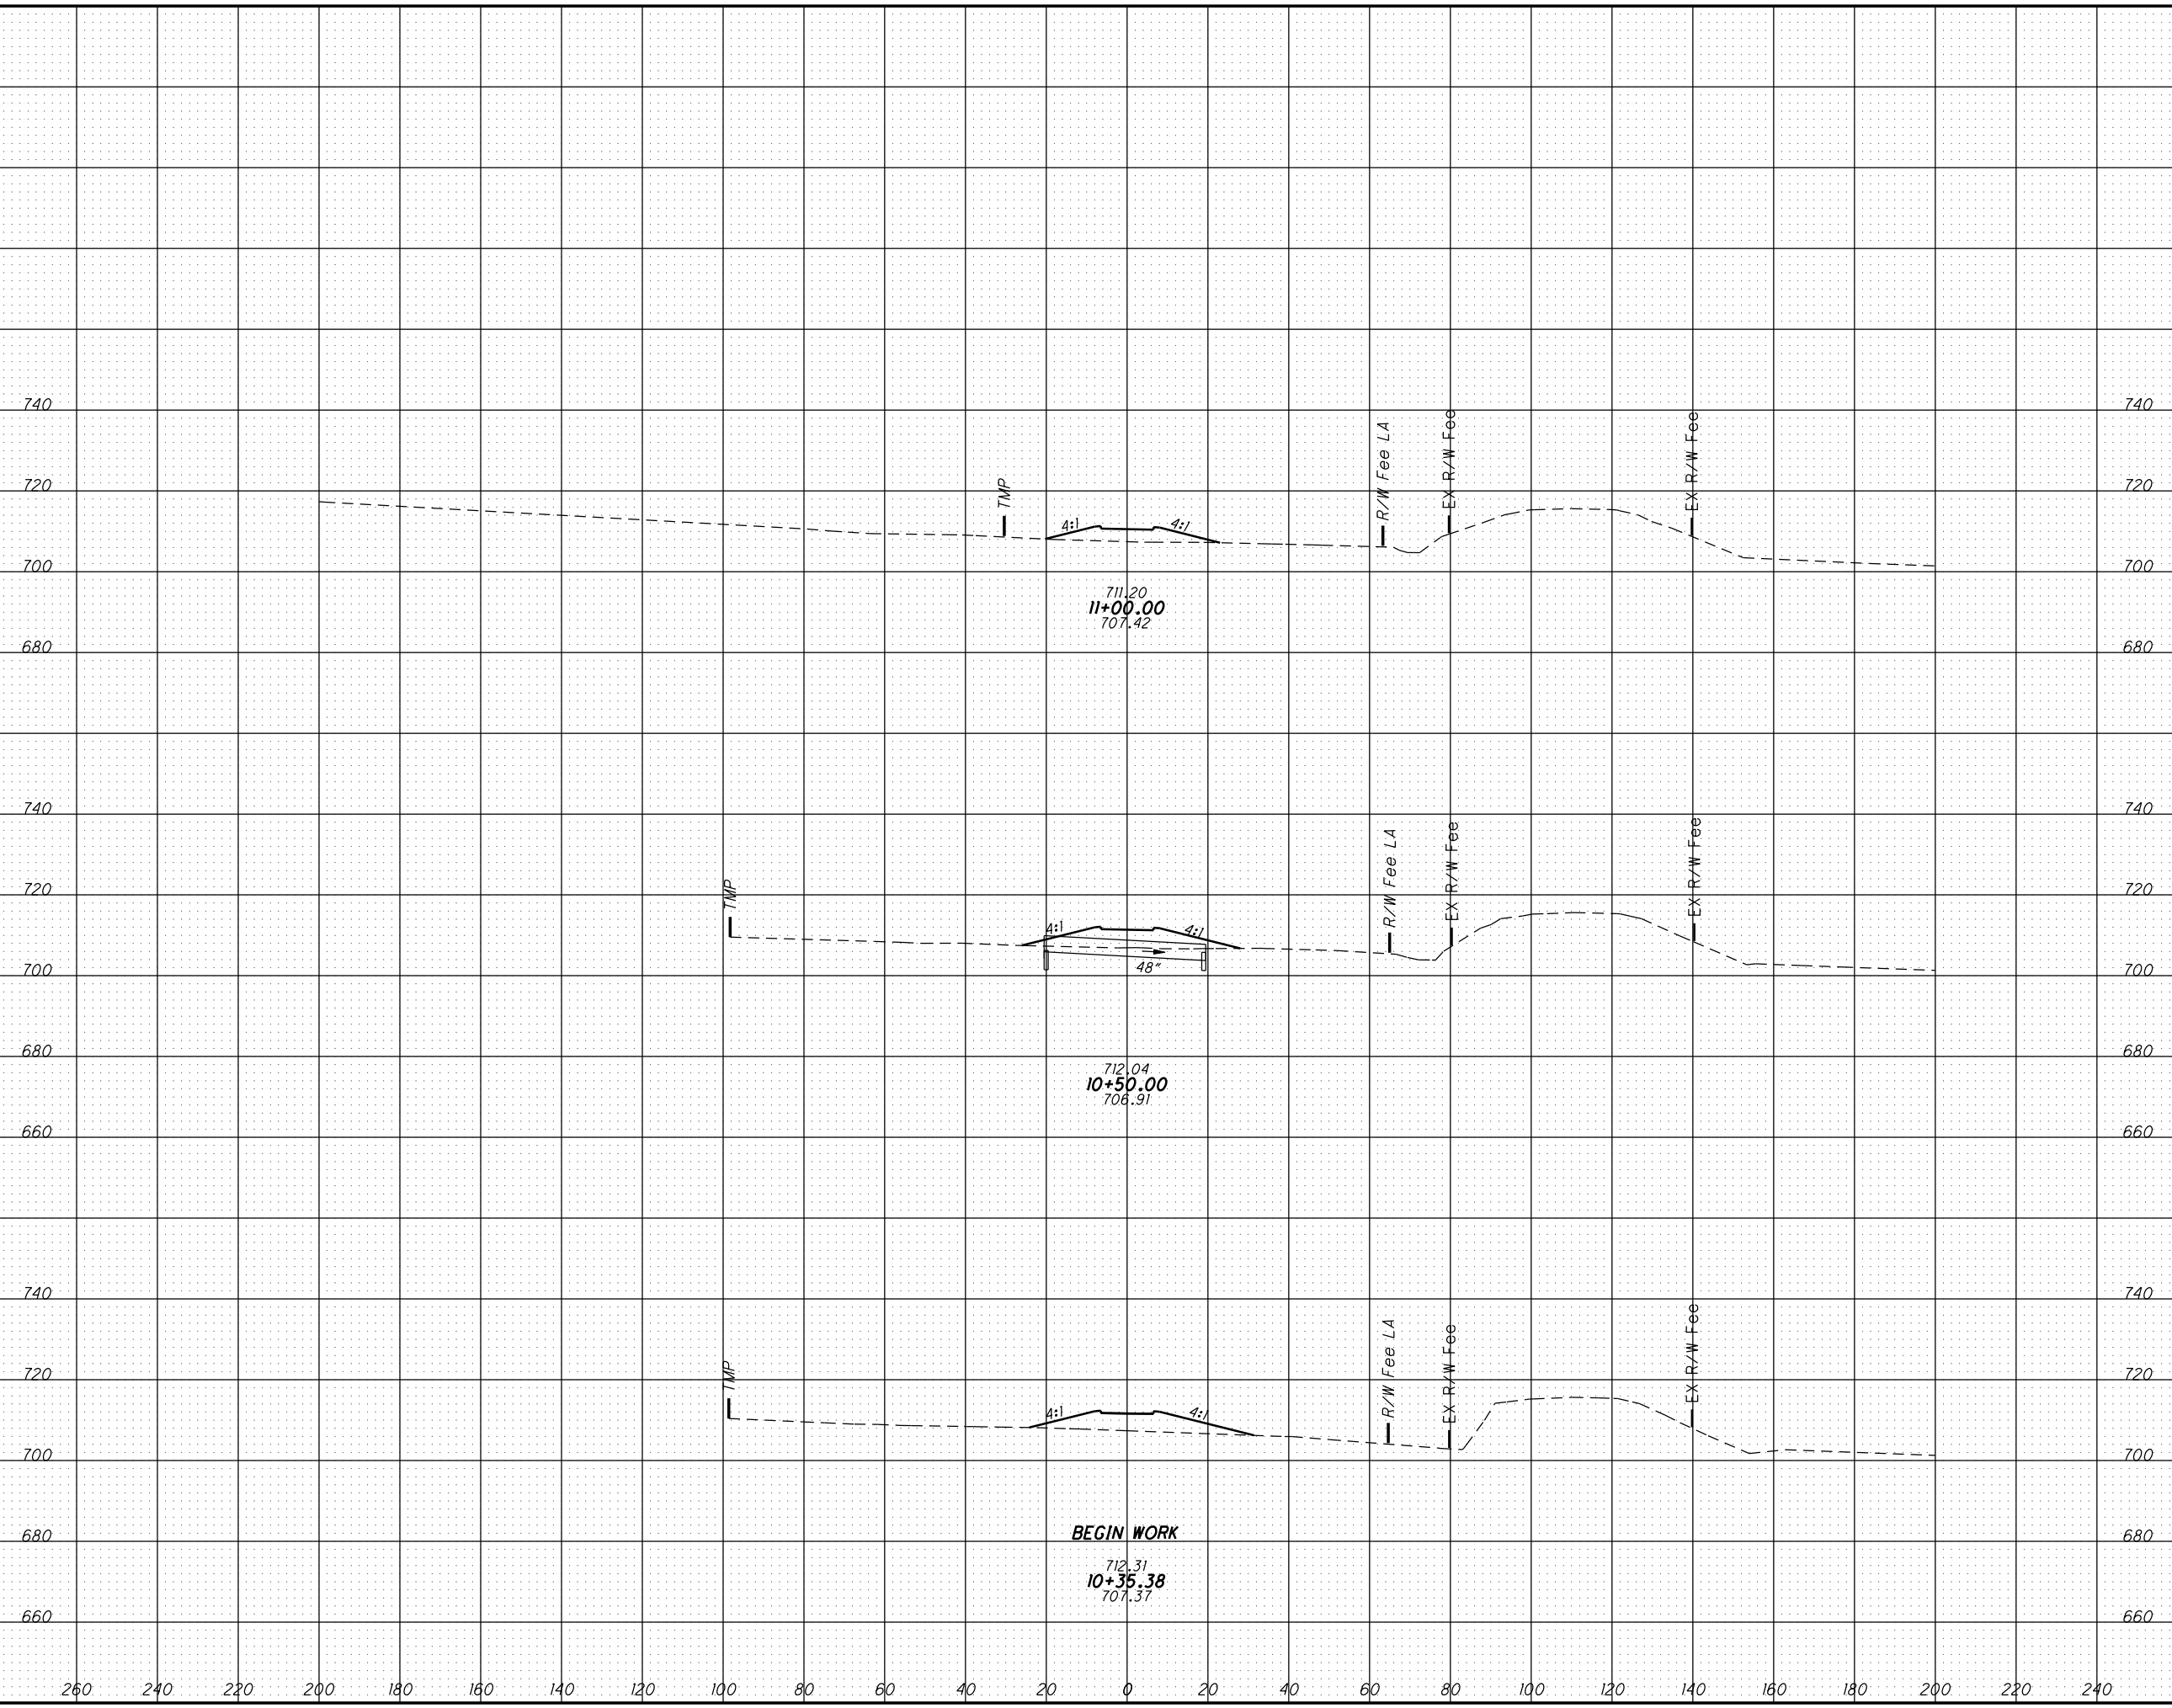 740 740
R/W Fee LA
EX R/W Fee
EX R/W Fee
TMP
720 720
4:1 4:1
700 700
711.20
11+00.00
707.42
680 680
740 740
R/W Fee LA
EX R/W Fee
EX R/W Fee
TMP
720 720
4:1 4:1
48"
700 700
680 680
712.04
10+50.00
706.91
660 660
740 740
R/W Fee LA
EX R/W Fee
EX R/W Fee
TMP
720 720
4:1 4:1
700 700
BEGIN WORK
680 680
712.31
10+35.38
707.37
660 660
260 240 220 200 180 160 140 120 100 80 60 40 20 0 20 40 60 80 100 120 140 160 180 200 220 240